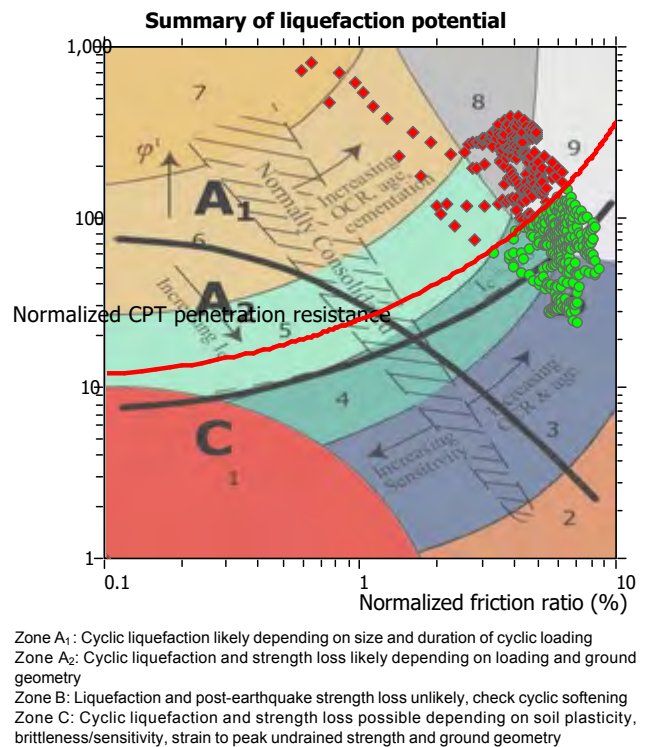 Summary of liquefaction potential
1,000
7
8
9
φ'
Increasing
OCR, age,
cementation
A1
Normally Consolidated
100
6
A2
Increasing Ic
Ic
Normalized CPT penetration resistance
5
10
4
Increasing
OCR & age
3
C
Increasing
Sensitivity
1
2
1
0.1
1
10
Normalized friction ratio (%)
Zone A1: Cyclic liquefaction likely depending on size and duration of cyclic loading
Zone A2: Cyclic liquefaction and strength loss likely depending on loading and ground
geometry
Zone B: Liquefaction and post-earthquake strength loss unlikely, check cyclic softening
Zone C: Cyclic liquefaction and strength loss possible depending on soil plasticity,
brittleness/sensitivity, strain to peak undrained strength and ground geometry